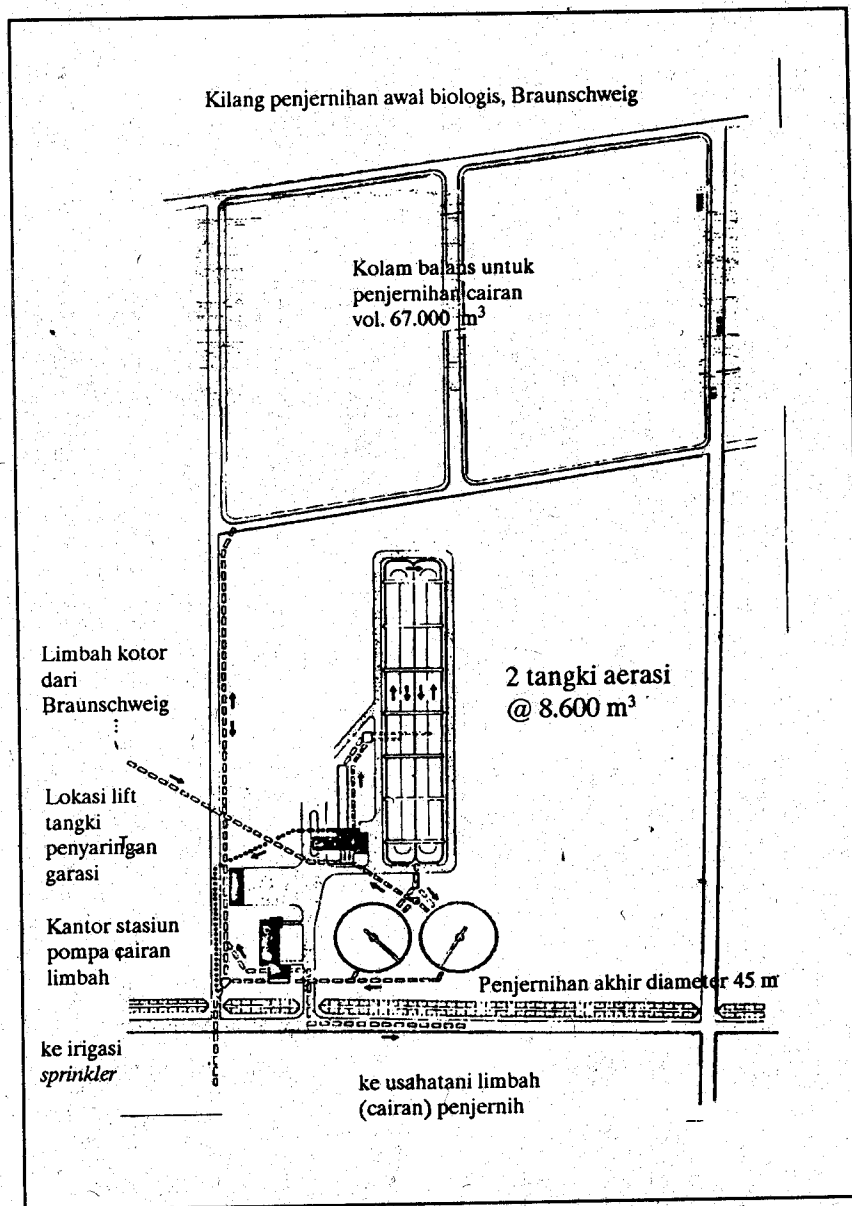 Kilang penjernihan awal biologis, Braunschweig
Kolam balans untuk
penjernihan cairan
vol. 67.000 m³
Limbah kotor
dari
Braunschweig
2 tangki aerasi
@ 8.600 m³
Lokasi lift
tangki
penyaringan
garasi
Kantor stasiun
pompa cairan
limbah
Penjernihan akhir diameter 45 m
ke irigasi
sprinkler
ke usahatani limbah
(cairan) penjernih